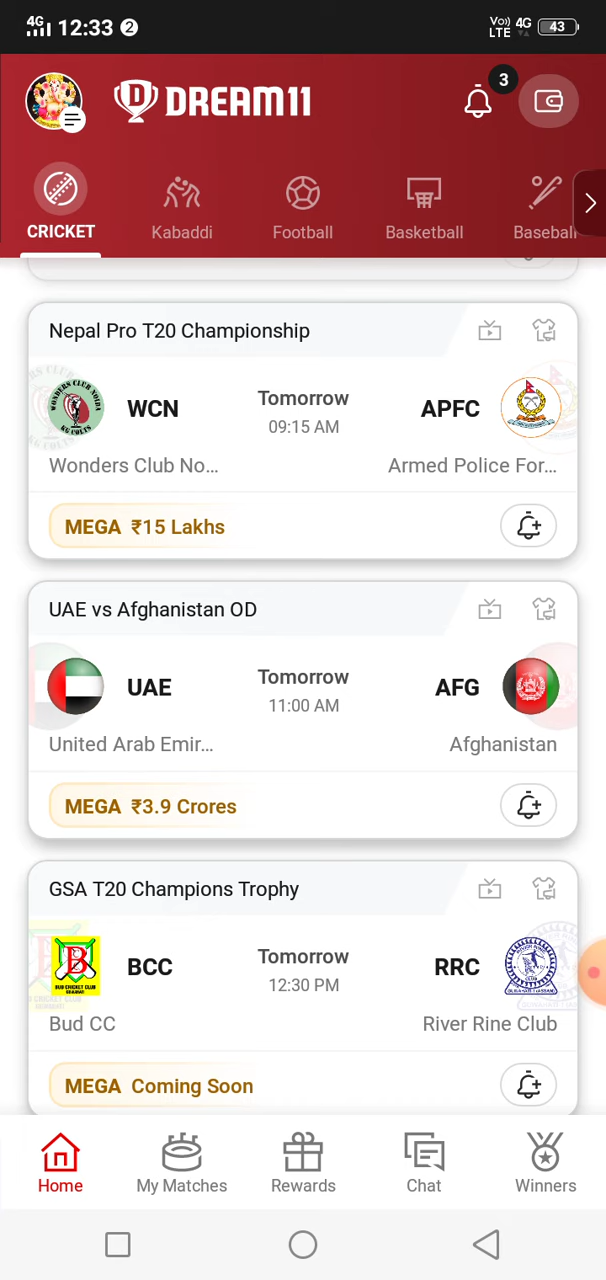 4G 12:33 2 Vo) LTE 4G 43
D DREAM11 3
CRICKET Kabaddi Football Basketball Baseball
Nepal Pro T20 Championship
WCN Tomorrow APFC
09:15 AM
Wonders Club No... Armed Police For...
MEGA ₹15 Lakhs
UAE vs Afghanistan OD
UAE Tomorrow AFG
11:00 AM
United Arab Emir... Afghanistan
MEGA ₹3.9 Crores
GSA T20 Champions Trophy
B
BCC Tomorrow RRC
12:30 PM
Bud CC River Rine Club
MEGA Coming Soon
Home My Matches Rewards Chat Winners